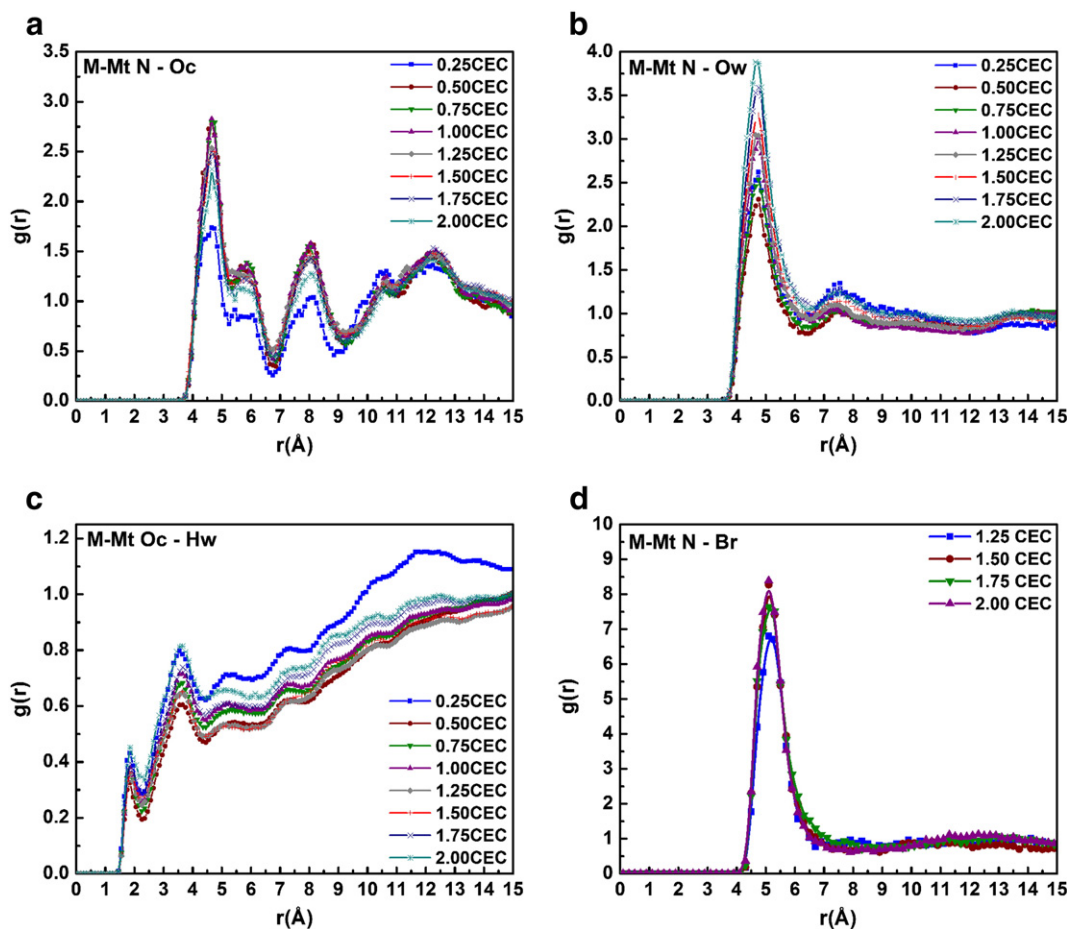 a
M-Mt N - Oc
0.25CEC
0.50CEC
0.75CEC
1.00CEC
1.25CEC
1.50CEC
1.75CEC
2.00CEC
3.5
3.0
2.5
2.0
1.5
1.0
0.5
0.0
g(r)
0 1 2 3 4 5 6 7 8 9 10 11 12 13 14 15
r(Å)
b
M-Mt N - Ow
0.25CEC
0.50CEC
0.75CEC
1.00CEC
1.25CEC
1.50CEC
1.75CEC
2.00CEC
4.0
3.5
3.0
2.5
2.0
1.5
1.0
0.5
0.0
g(r)
0 1 2 3 4 5 6 7 8 9 10 11 12 13 14 15
r(Å)
c
M-Mt Oc - Hw
1.2
1.0
0.8
0.6
0.4
0.2
0.0
g(r)
0.25CEC
0.50CEC
0.75CEC
1.00CEC
1.25CEC
1.50CEC
1.75CEC
2.00CEC
0 1 2 3 4 5 6 7 8 9 10 11 12 13 14 15
r(Å)
d
M-Mt N - Br
1.25 CEC
1.50 CEC
1.75 CEC
2.00 CEC
10
9
8
7
6
5
4
3
2
1
0
g(r)
0 1 2 3 4 5 6 7 8 9 10 11 12 13 14 15
r(Å)